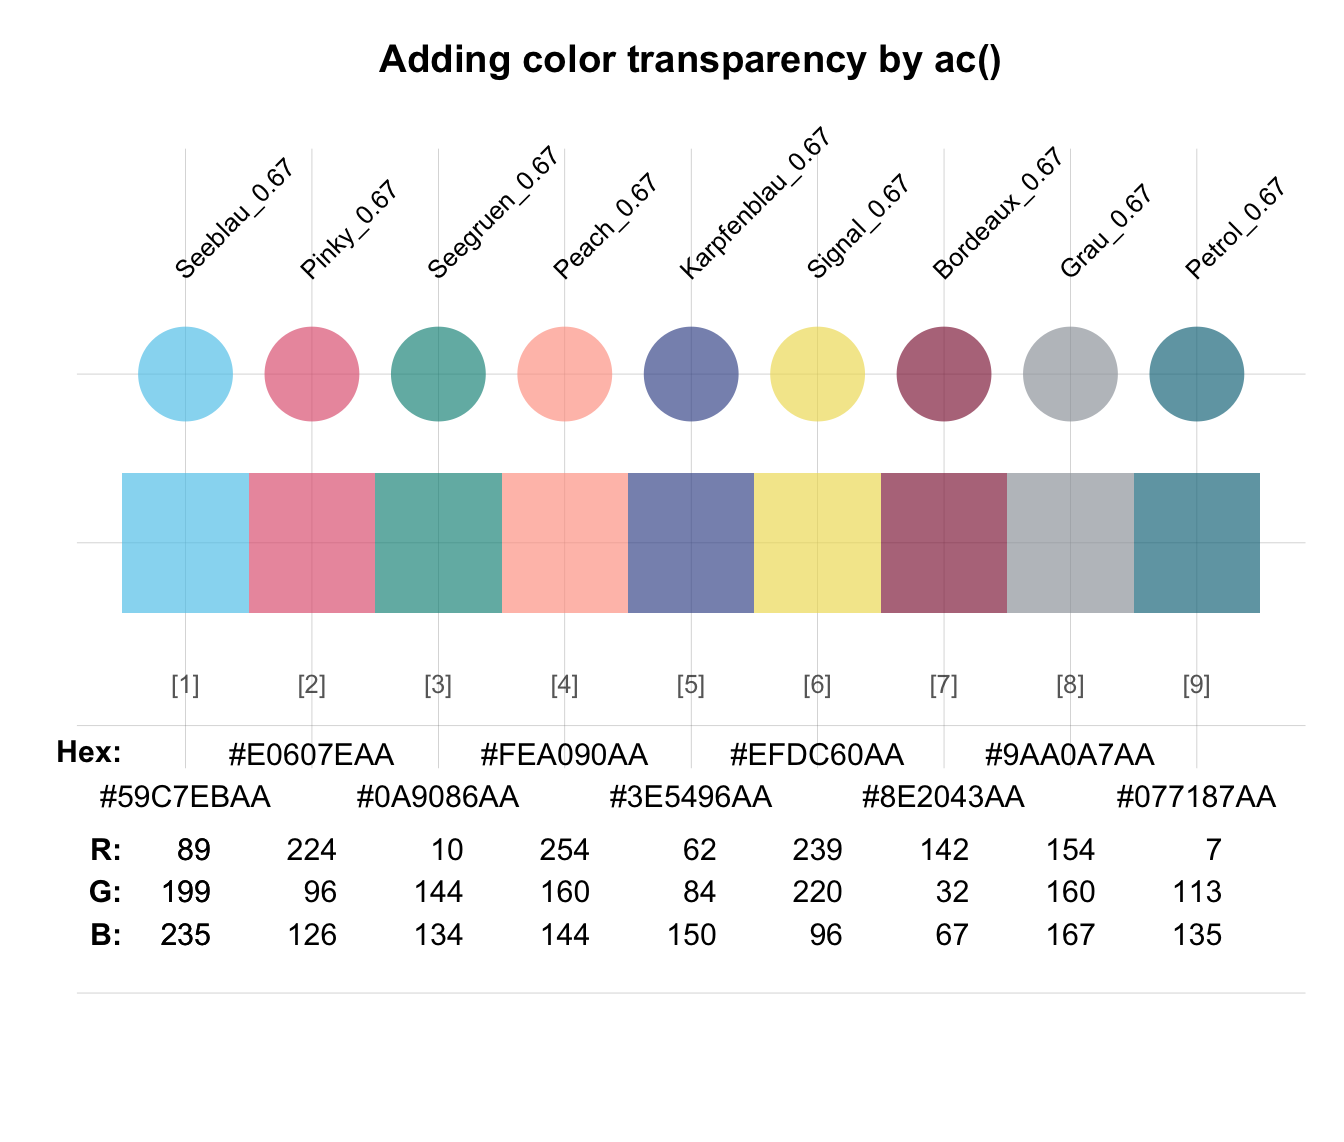 Adding color transparency by ac()
Seeblau_0.67
Pinky_0.67
Seegruen_0.67
Peach_0.67
Karpfenblau_0.67
Signal_0.67
Bordeaux_0.67
Grau_0.67
Petrol_0.67
[1] [2] [3] [4] [5] [6] [7] [8] [9]
Hex: #E0607EAA #FEA090AA #EFDC60AA #9AA0A7AA
#59C7EBAA #0A9086AA #3E5496AA #8E2043AA #077187AA
R: 89 224 10 254 62 239 142 154 7
G: 199 96 144 160 84 220 32 160 113
B: 235 126 134 144 150 96 67 167 135